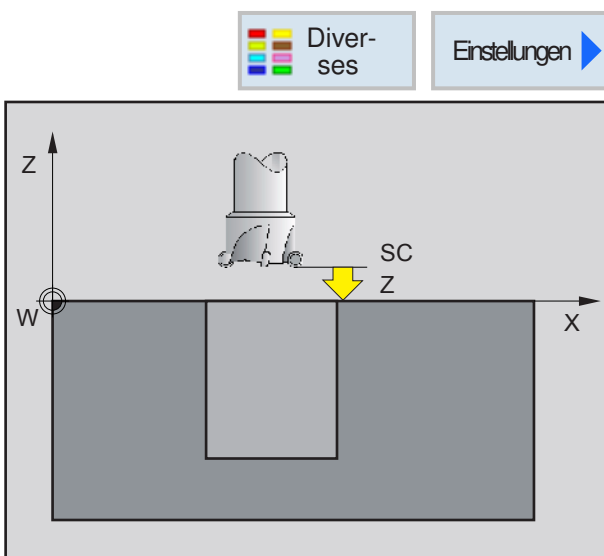 Diver-
ses
Einstellungen
Z
SC
Z
W
X